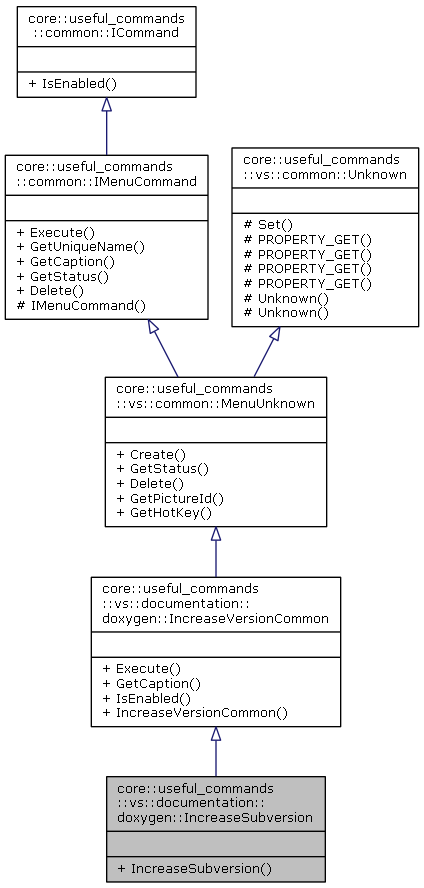 core::useful_commands
::common::ICommand
+ IsEnabled()
core::useful_commands
::common::IMenuCommand
+ Execute()
+ GetUniqueName()
+ GetCaption()
+ GetStatus()
+ Delete()
# IMenuCommand()
core::useful_commands
::vs::common::Unknown
# Set()
# PROPERTY_GET()
# PROPERTY_GET()
# PROPERTY_GET()
# PROPERTY_GET()
# Unknown()
# Unknown()
core::useful_commands
::vs::common::MenuUnknown
+ Create()
+ GetStatus()
+ Delete()
+ GetPictureId()
+ GetHotKey()
core::useful_commands
::vs::documentation::
doxygen::IncreaseVersionCommon
+ Execute()
+ GetCaption()
+ IsEnabled()
+ IncreaseVersionCommon()
core::useful_commands
::vs::documentation::
doxygen::IncreaseSubversion
+ IncreaseSubversion()